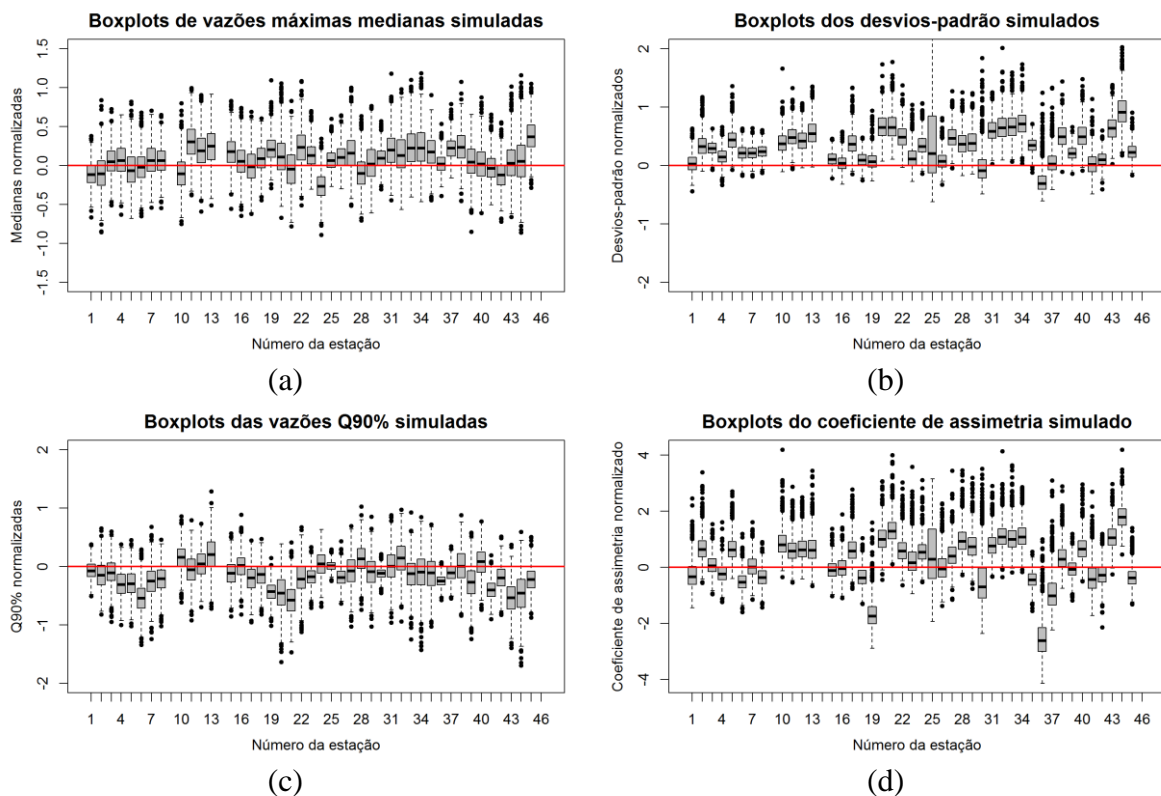 Boxplots de vazões máximas medianas simuladas
Medianas normalizadas
1.5
1.0
0.5
0.0
-0.5
-1.0
-1.5
1 4 7 10 13 16 19 22 25 28 31 34 37 40 43 46
Número da estação
(a)
Boxplots dos desvios-padrão simulados
Desvios-padrão normalizados
2
1
0
-1
-2
1 4 7 10 13 16 19 22 25 28 31 34 37 40 43 46
Número da estação
(b)
Boxplots das vazões Q90% simuladas
Q90% normalizadas
2
1
0
-1
-2
1 4 7 10 13 16 19 22 25 28 31 34 37 40 43 46
Número da estação
(c)
Boxplots do coeficiente de assimetria simulado
Coeficiente de assimetria normalizado
4
2
0
-2
-4
1 4 7 10 13 16 19 22 25 28 31 34 37 40 43 46
Número da estação
(d)